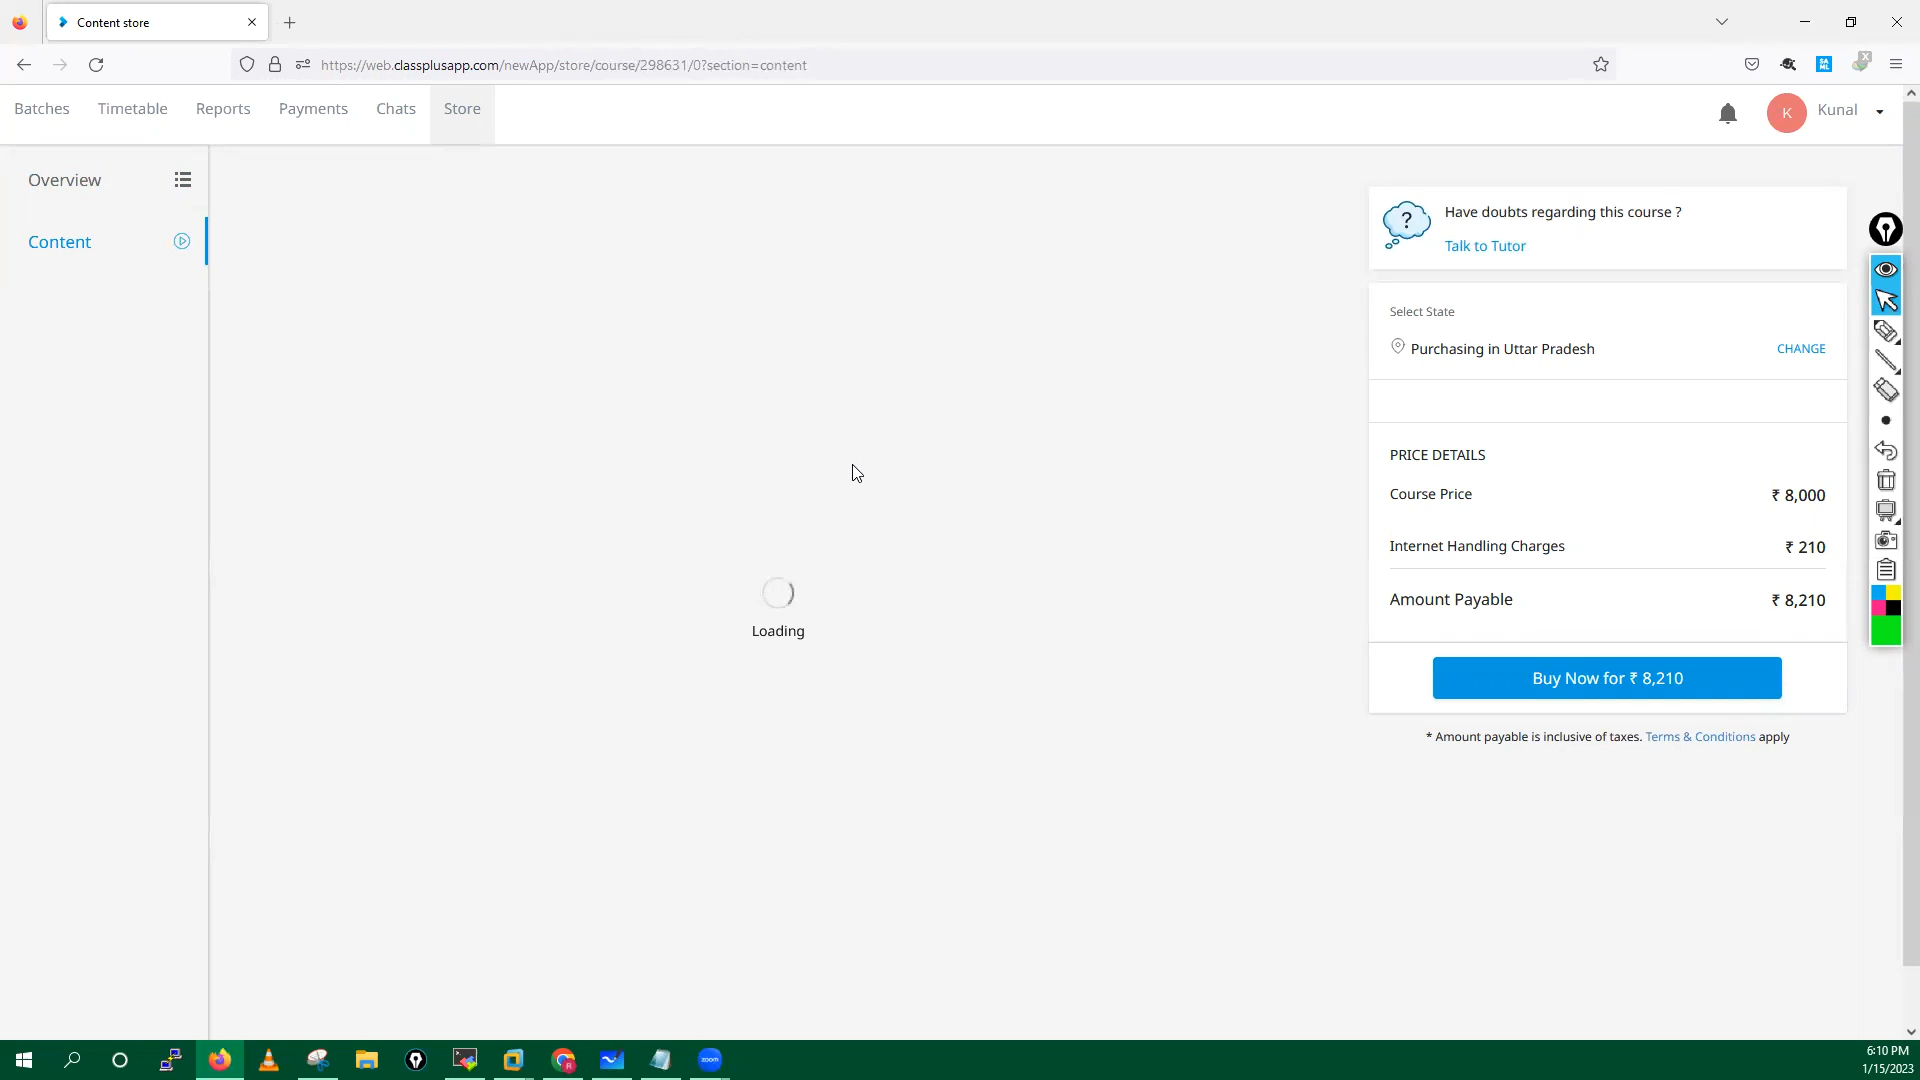 Content store
https://web.classplusapp.com/newApp/store/course/298631/0?section=content
Batches
Timetable
Reports
Payments
Chats
Store
K
Kunal
Overview
Content
Loading
?
Have doubts regarding this course ?
Talk to Tutor
Select State
Purchasing in Uttar Pradesh
CHANGE
PRICE DETAILS
Course Price
₹ 8,000
Internet Handling Charges
₹ 210
Amount Payable
₹ 8,210
Buy Now for ₹ 8,210
* Amount payable is inclusive of taxes. Terms & Conditions apply
zoom
6:10 PM
1/15/2023